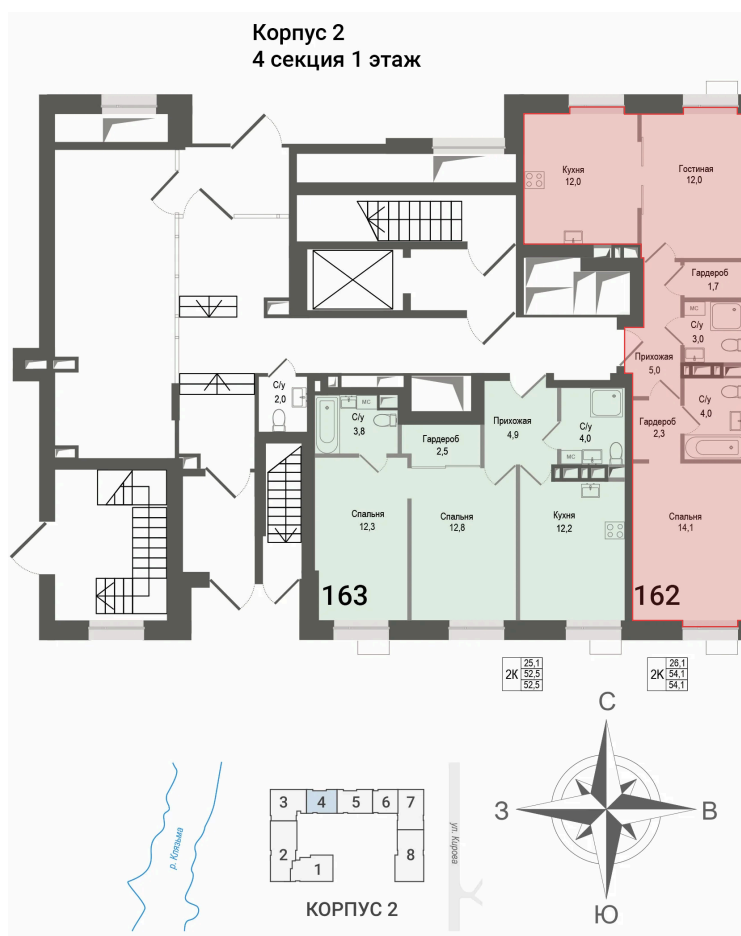 Корпус 2
4 секция 1 этаж
Кухня
12,0
Гостиная
12,0
Гардероб
1,7
МС
С/у
3,0
Прихожая
5,0
С/у
4,0
Гардероб
2,3
Спальня
14,1
162
С/у
2,0
МС
С/у
3,8
Гардероб
2,5
Прихожая
4,9
С/у
4,0
МС
Спальня
12,3
Спальня
12,8
Кухня
12,2
163
2К
25,1
52,5
52,5
2К
26,1
54,1
54,1
С
З
В
Ю
р. Клязьма
3
4
5
6
7
2
1
8
ул. Кирова
КОРПУС 2